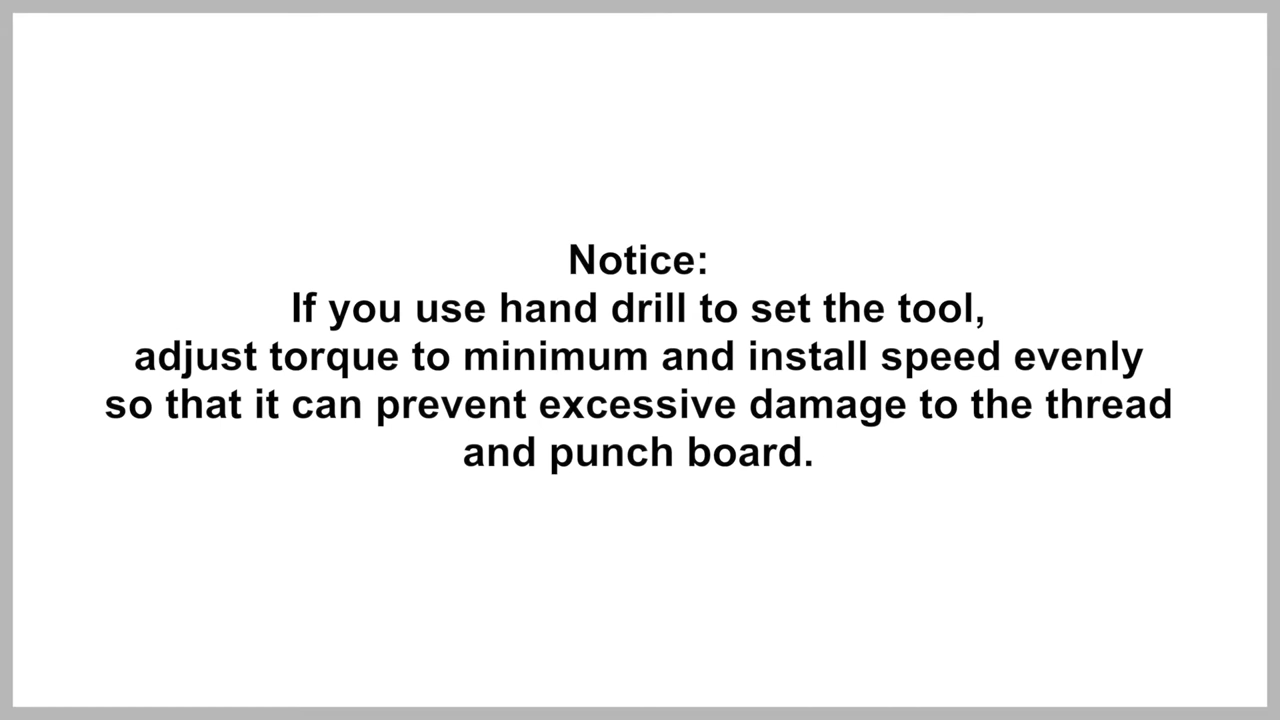 Notice:
If you use hand drill to set the tool,
adjust torque to minimum and install speed evenly
so that it can prevent excessive damage to the thread
and punch board.